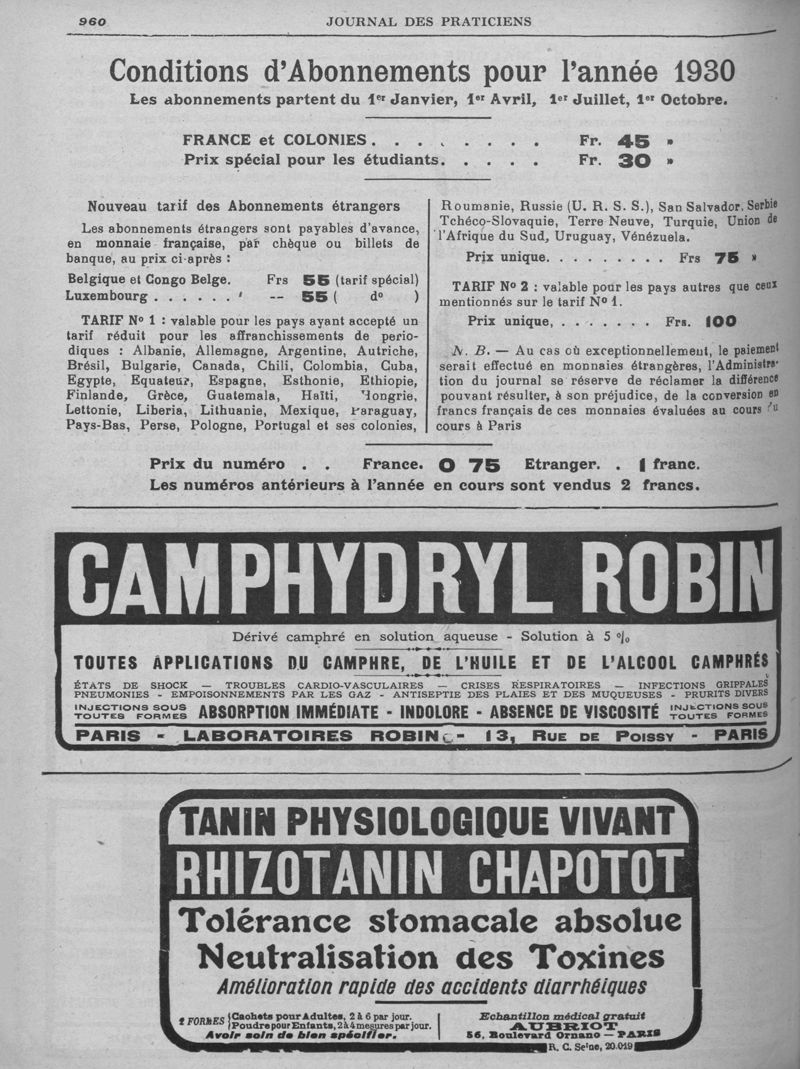 960
JOURNAL DES PRATICIENS
Conditions d'Abonnements pour l'année 1930
Les abonnements partent du 1er Janvier, 1er Avril, 1er Juillet, 1er Octobre.
FRANCE et COLONIES . . . . . . . . Fr. 45 »
Prix spécial pour les étudiants. . . . . Fr. 30 »
Nouveau tarif des Abonnements étrangers
Les abonnements étrangers sont payables d'avance,
en monnaie française, par chèque ou billets de
banque, au prix ci-après :
Belgique et Congo Belge. Frs 55 (tarif spécial)
Luxembourg . . . . . . -- 55 ( do )
TARIF No 1 : valable pour les pays ayant accepté un
tarif réduit pour les affranchissements de perio-
diques : Albanie, Allemagne, Argentine, Autriche,
Brésil, Bulgarie, Canada, Chili, Colombia, Cuba,
Egypte, Equateur, Espagne, Esthonie, Ethiopie,
Finlande, Grèce, Guatemala, Haïti, Hongrie,
Lettonie, Liberia, Lithuanie, Mexique, Paraguay,
Pays-Bas, Perse, Pologne, Portugal et ses colonies,
Roumanie, Russie (U. R. S. S.), San Salvador, Serbie
Tchéco-Slovaquie, Terre Neuve, Turquie, Union de
l'Afrique du Sud, Uruguay, Vénézuela.
Prix unique. . . . . . . . . Frs 75 »
TARIF No 2 : valable pour les pays autres que ceux
mentionnés sur le tarif No 1.
Prix unique, . . . . . . . Frs. 100
N. B. — Au cas où exceptionnellement, le paiement
serait effectué en monnaies étrangères, l'Administra-
tion du journal se réserve de réclamer la différence
pouvant résulter, à son préjudice, de la conversion en
francs français de ces monnaies évaluées au cours du
cours à Paris
Prix du numéro . . France. 0 75 Etranger. . 1 franc.
Les numéros antérieurs à l'année en cours sont vendus 2 francs.
CAMPHYDRYL ROBIN
Dérivé camphré en solution aqueuse - Solution à 5 %
TOUTES APPLICATIONS DU CAMPHRE, DE L'HUILE ET DE L'ALCOOL CAMPHRÉS
ÉTATS DE SHOCK — TROUBLES CARDIO-VASCULAIRES — CRISES RESPIRATOIRES — INFECTIONS GRIPPALES
PNEUMONIES - EMPOISONNEMENTS PAR LES GAZ - ANTISEPTIE DES PLAIES ET DES MUQUEUSES - PRURITS DIVERS
INJECTIONS SOUS TOUTES FORMES ABSORPTION IMMÉDIATE - INDOLORE - ABSENCE DE VISCOSITÉ INJECTIONS SOUS TOUTES FORMES
PARIS - LABORATOIRES ROBIN - 13, RUE DE POISSY - PARIS
TANIN PHYSIOLOGIQUE VIVANT
RHIZOTANIN CHAPOTOT
Tolérance stomacale absolue
Neutralisation des Toxines
Amélioration rapide des accidents diarrhéiques
2 FORMES { Cachets pour Adultes, 2 à 6 par jour.
Poudre pour Enfants, 2 à 4 mesures par jour.
Avoir soin de bien spécifier.
Echantillon médical gratuit
AUBRIOT
56, Boulevard Ornano — PARIS
R. C. Seine, 20.019